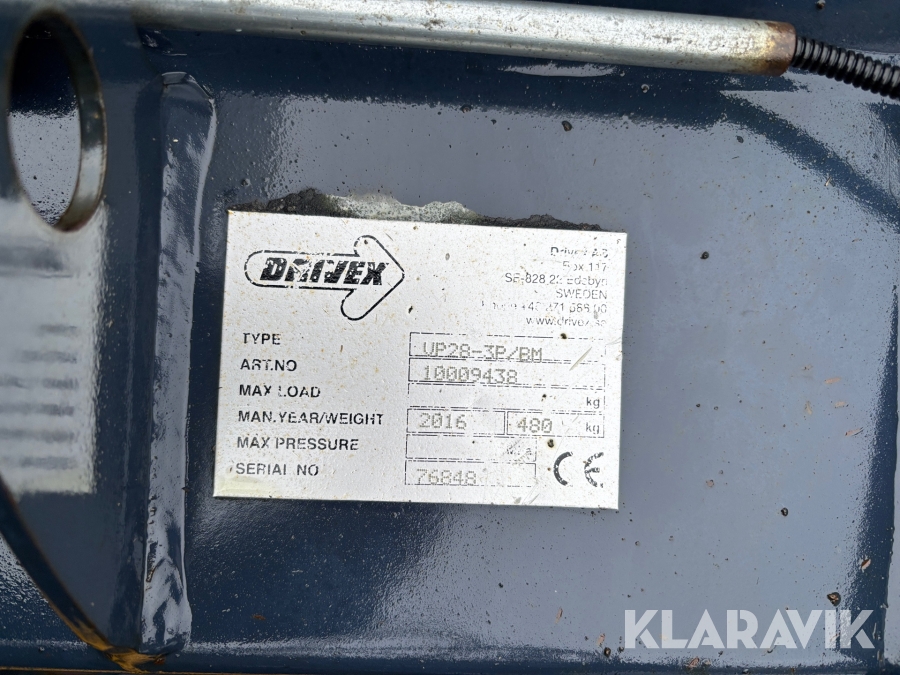 DRIVEX
Drivex AB
Box 117
SE-828 22 Edsbyn
SWEDEN
www.drivex.se
TYPE VP28-3P/BM
ART.NO 10009438
MAX LOAD kg
MAN.YEAR/WEIGHT 2016 480 kg
MAX PRESSURE
SERIAL NO 76848
CE
KLARAVIK